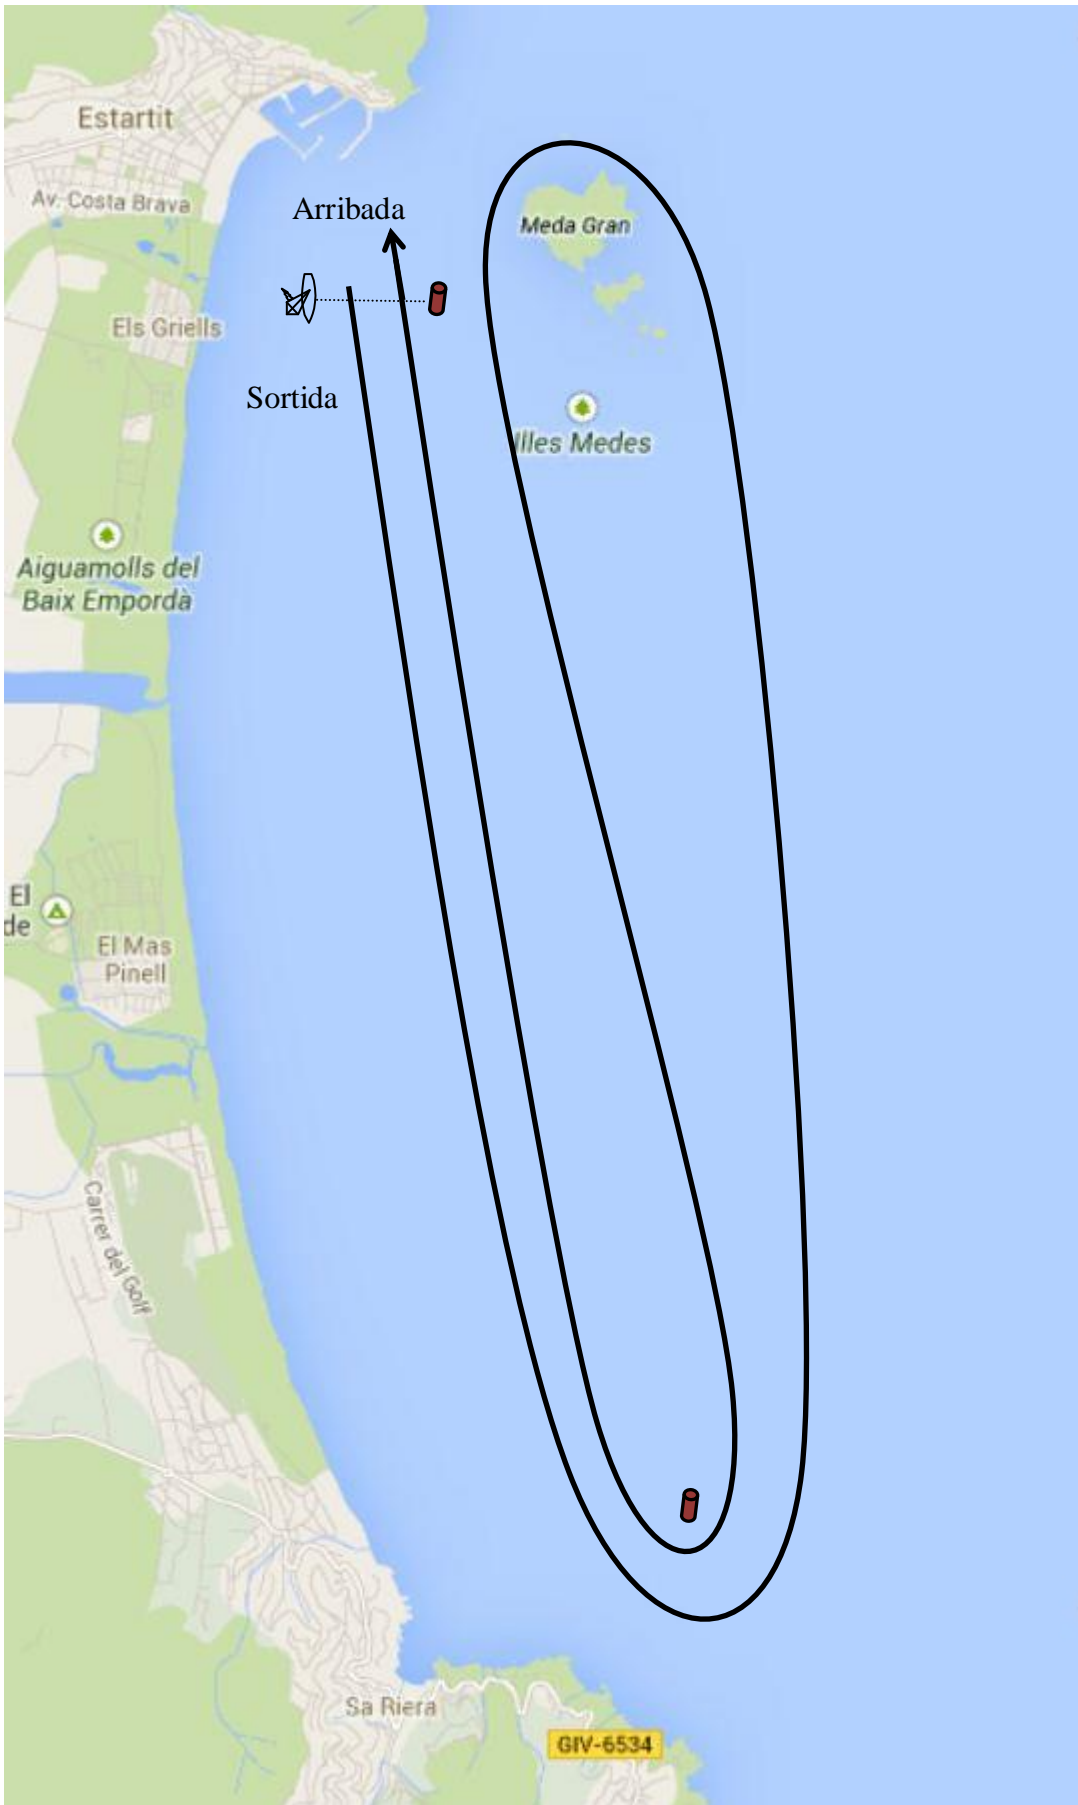 Estartit
Av. Costa Brava
Arribada
Meda Gran
Els Griells
Sortida
Illes Medes
Aiguamolls del
Baix Empordà
El
de
El Mas
Pinell
Carrer del Golf
Sa Riera
GIV-6534